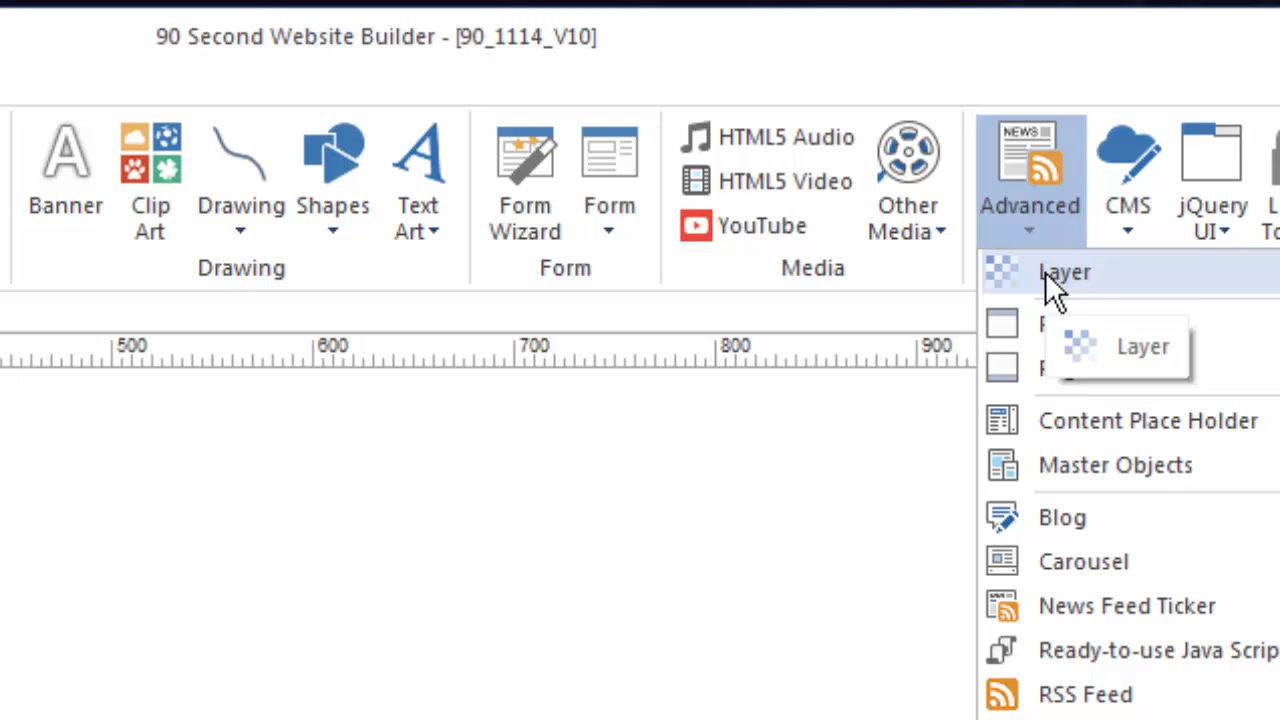 90 Second Website Builder - [90_1114_V10]
Banner
Clip Art
Drawing
Shapes
Text Art
Drawing
Form Wizard
Form
Form
HTML5 Audio
HTML5 Video
YouTube
Other Media
Media
NEWS
Advanced
CMS
jQuery UI
500
600
700
800
900
Layer
Layer
Content Place Holder
Master Objects
Blog
Carousel
News Feed Ticker
Ready-to-use Java Scrip
RSS Feed